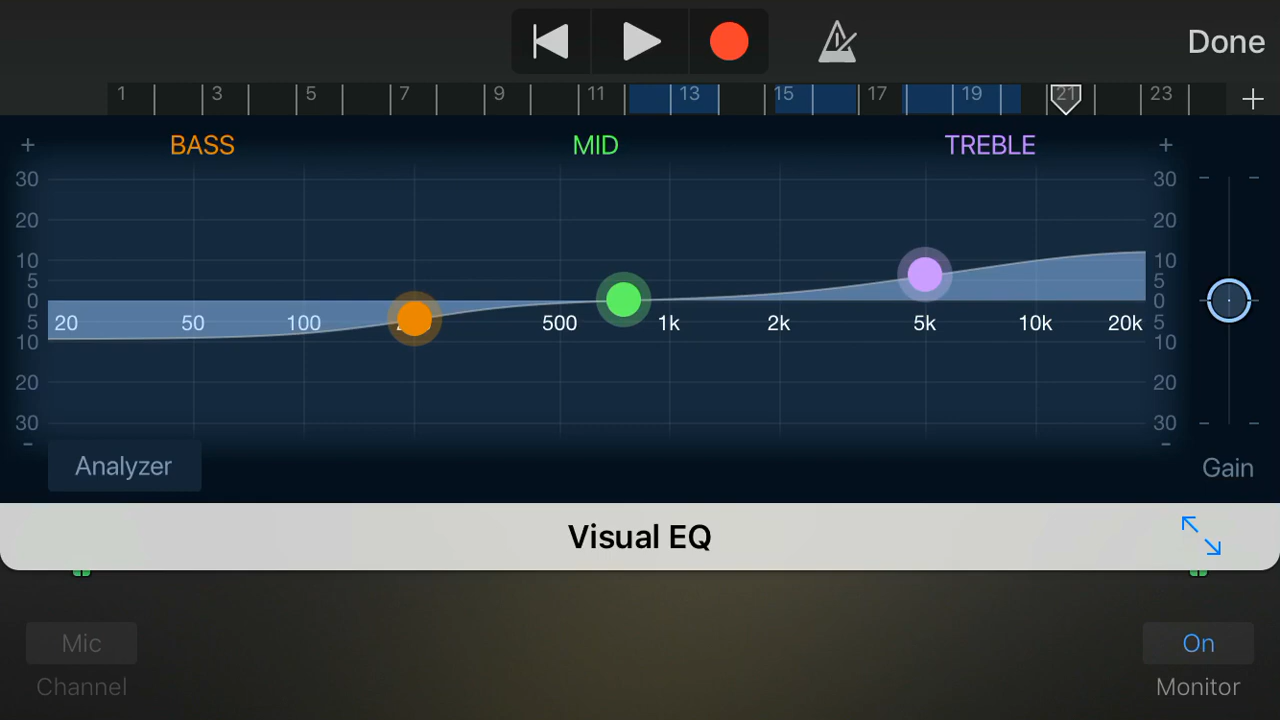 Done
1 3 5 7 9 11 13 15 17 19 21 23 +
+ BASS MID TREBLE +
30 30
20 20
10 10
5 5
0 0
20 50 100 500 1k 2k 5k 10k 20k
5 5
10 10
20 20
30 30
- -
Analyzer Gain
Visual EQ
Mic On
Channel Monitor